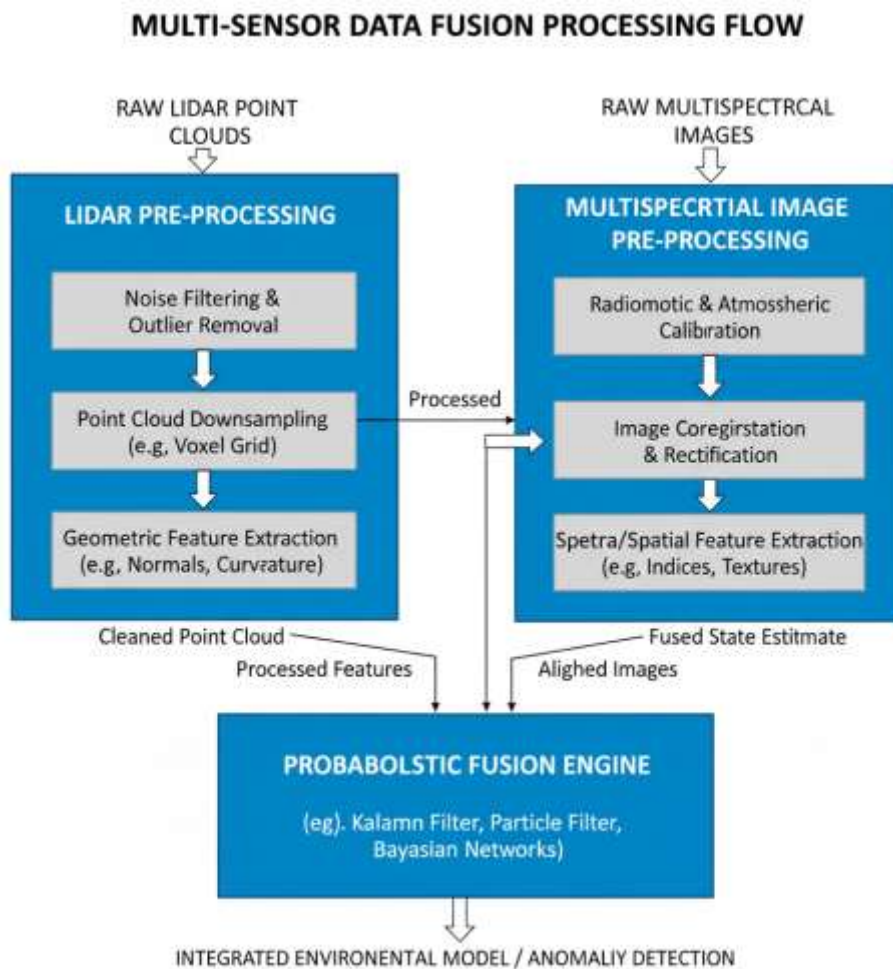 MULTI-SENSOR DATA FUSION PROCESSING FLOW
RAW LIDAR POINT
CLOUDS
RAW MULTISPECTRCAL
IMAGES
LIDAR PRE-PROCESSING
Noise Filtering &
Outlier Removal
Point Cloud Downsampling
(e.g, Voxel Grid)
Geometric Feature Extraction
(e.g, Normals, Curvrature)
Processed
MULTISPECRTIAL IMAGE
PRE-PROCESSING
Radiomotic & Atmossheric
Calibration
Image Coregirstation
& Rectification
Spetra/Spatial Feature Extraction
(e.g, Indices, Textures)
Cleaned Point Cloud
Processed Features
Fused State Estitmate
Alighed Images
PROBABOLSTIC FUSION ENGINE
(eg). Kalamn Filter, Particle Filter,
Bayasian Networks)
INTEGRATED ENVIRONENTAL MODEL / ANOMALIY DETECTION